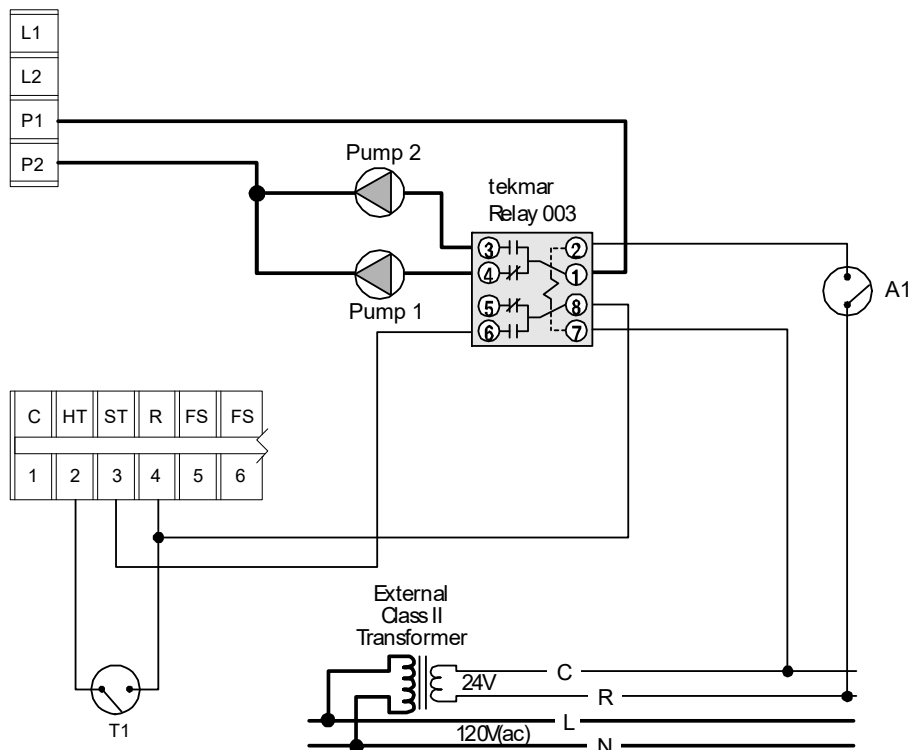 L1
L2
P1
P2
Pump 2
Pump 1
tekmar
Relay 003
3
2
4
1
5
8
6
7
A1
C HT ST R FS FS
1 2 3 4 5 6
T1
External
Class II
Transformer
24V
C
R
L
120V(ac)
N